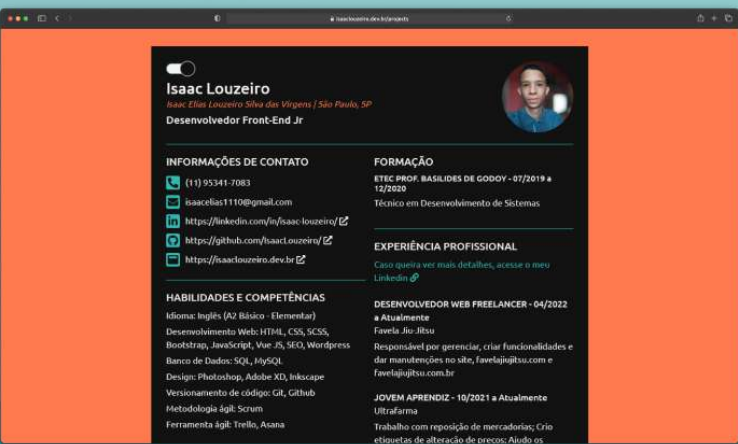 isaaclouzeiro.dev.br/projects
Isaac Louzeiro
Isaac Elias Louzeiro Silva das Virgens | São Paulo, SP
Desenvolvedor Front-End Jr
INFORMAÇÕES DE CONTATO
(11) 95341-7083
isaacelias1110@gmail.com
https://linkedin.com/in/isaac-louzeiro/
https://github.com/IsaacLouzeiro/
https://isaaclouzeiro.dev.br
HABILIDADES E COMPETÊNCIAS
Idioma: Inglês (A2 Básico - Elementar)
Desenvolvimento Web: HTML, CSS, SCSS,
Bootstrap, JavaScript, Vue JS, SEO, Wordpress
Banco de Dados: SQL, MySQL
Design: Photoshop, Adobe XD, Inkscape
Versionamento de código: Git, Github
Metodologia ágil: Scrum
Ferramenta ágil: Trello, Asana
FORMAÇÃO
ETEC PROF. BASILIDES DE GODOY - 07/2019 a
12/2020
Técnico em Desenvolvimento de Sistemas
EXPERIÊNCIA PROFISSIONAL
Caso queira ver mais detalhes, acesse o meu
Linkedin
DESENVOLVEDOR WEB FREELANCER - 04/2022
a Atualmente
Favela Jiu-Jitsu
Responsável por gerenciar, criar funcionalidades e
dar manutenções no site, favelajiujitsu.com e
favelajiujitsu.com.br
JOVEM APRENDIZ - 10/2021 a Atualmente
Ultrafarma
Trabalho com reposição de mercadorias; Crio
etiquetas de alteração de preços; Ajudo os